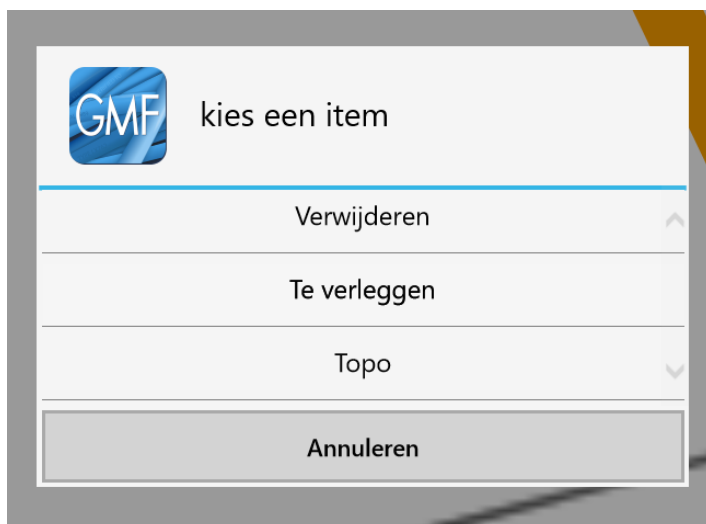 GMF
kies een item
Verwijderen
Te verleggen
Topo
Annuleren